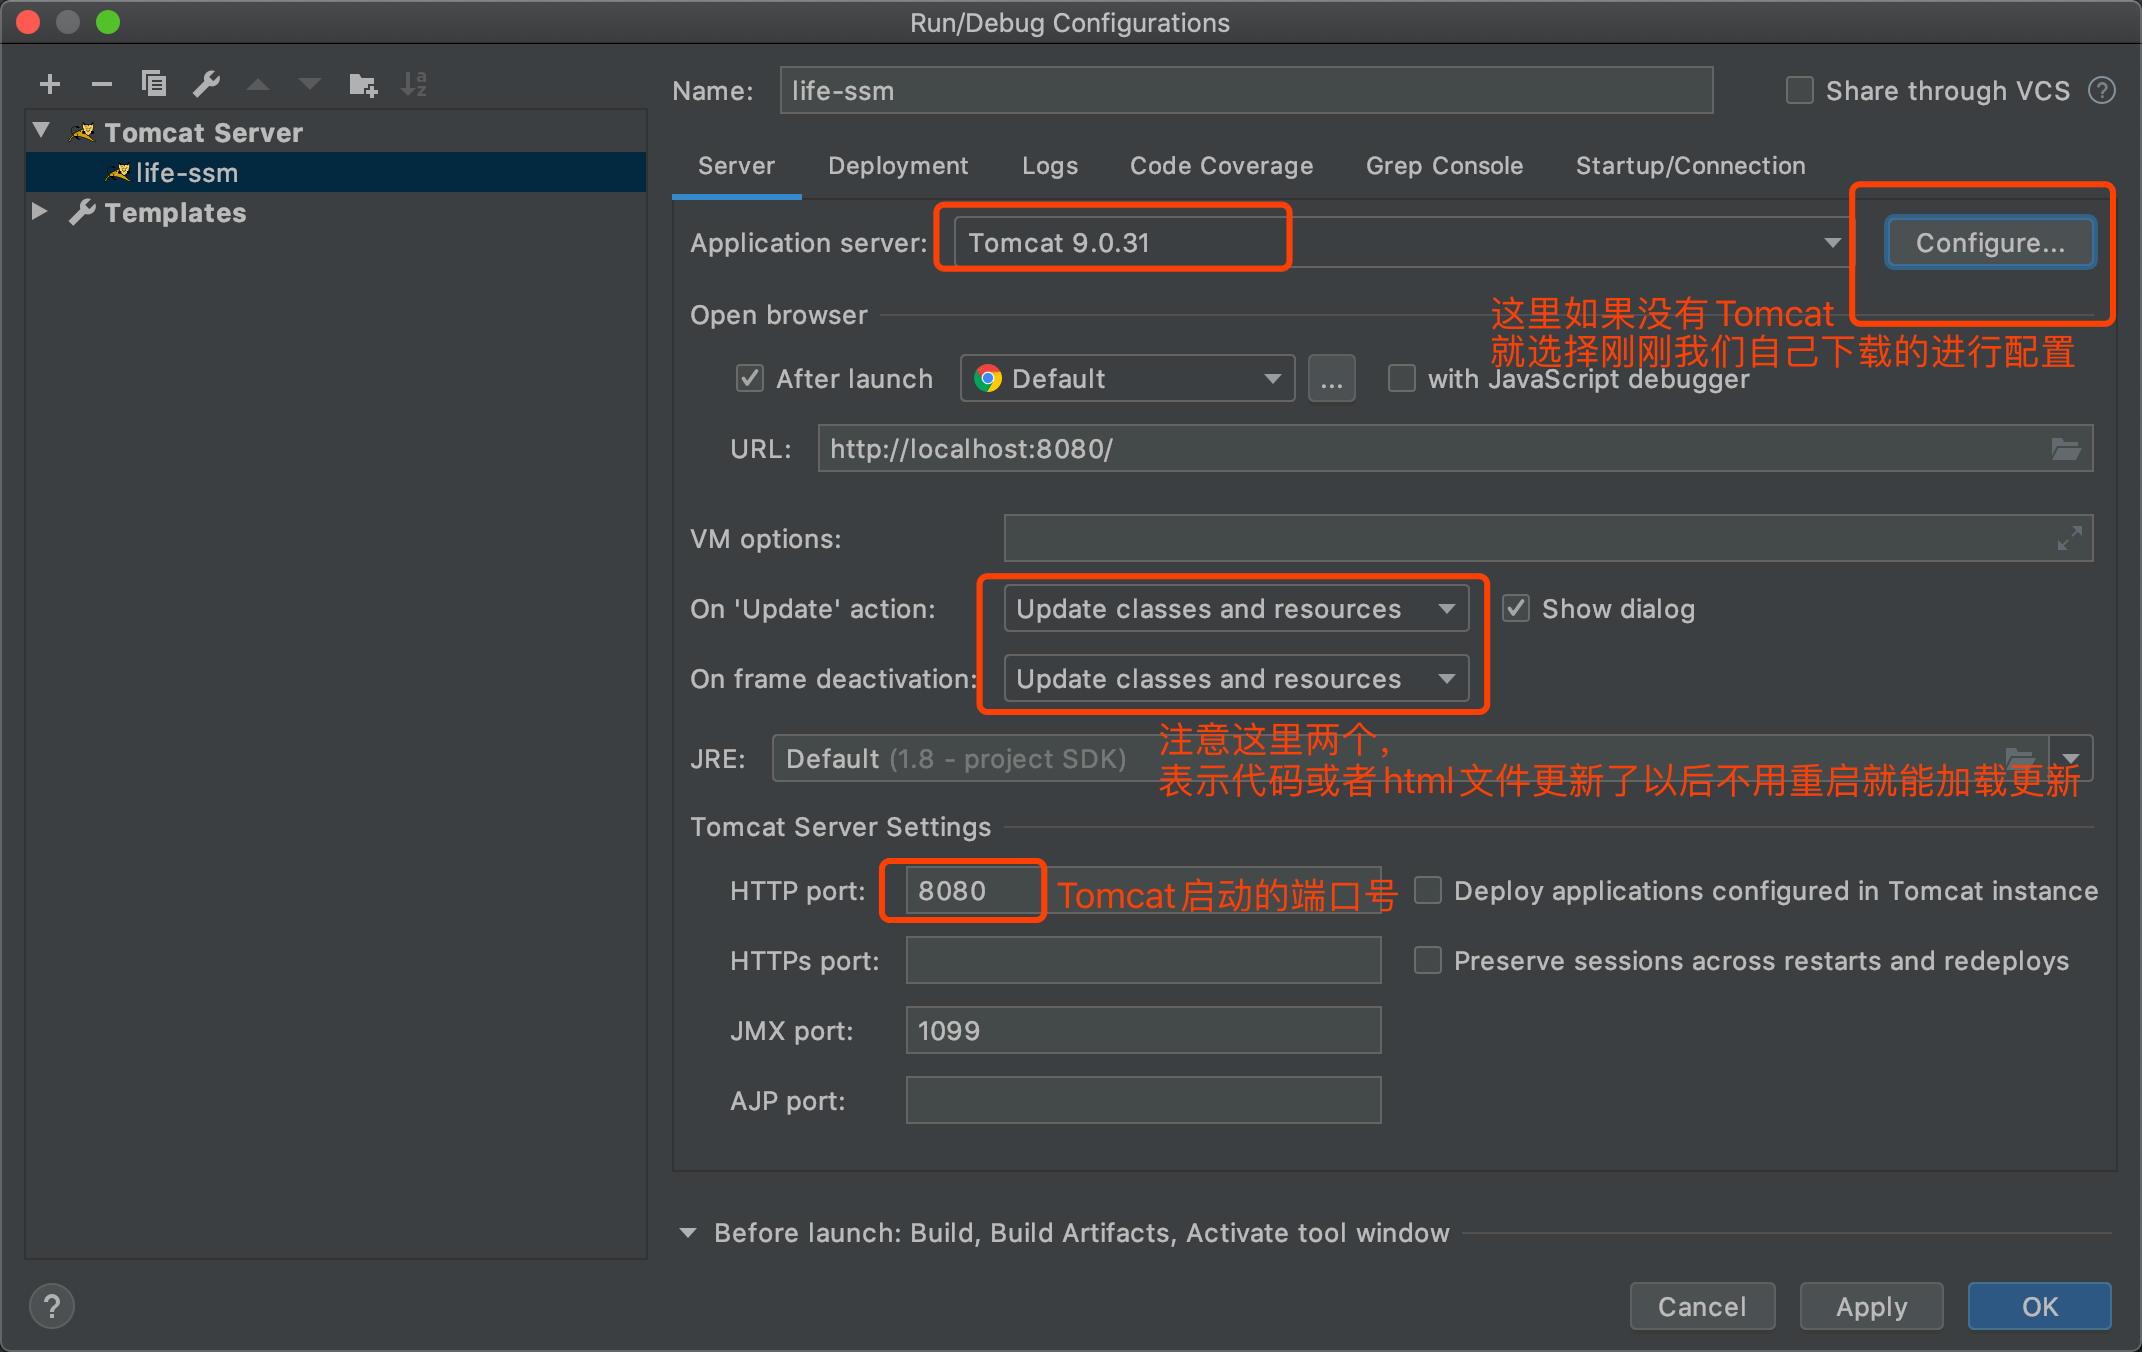 Run/Debug Configurations
Name: life-ssm
Share through VCS ?
Tomcat Server
life-ssm
Templates
Server Deployment Logs Code Coverage Grep Console Startup/Connection
Application server: Tomcat 9.0.31 Configure...
这里如果没有Tomcat
就选择刚刚我们自己下载的进行配置
Open browser
After launch Default ... with JavaScript debugger
URL: http://localhost:8080/
VM options:
On 'Update' action: Update classes and resources Show dialog
On frame deactivation: Update classes and resources
注意这里两个，
表示代码或者html文件更新了以后不用重启就能加载更新
JRE: Default (1.8 - project SDK)
Tomcat Server Settings
HTTP port: 8080 Tomcat启动的端口号 Deploy applications configured in Tomcat instance
HTTPs port: Preserve sessions across restarts and redeploys
JMX port: 1099
AJP port:
Before launch: Build, Build Artifacts, Activate tool window
? Cancel Apply OK